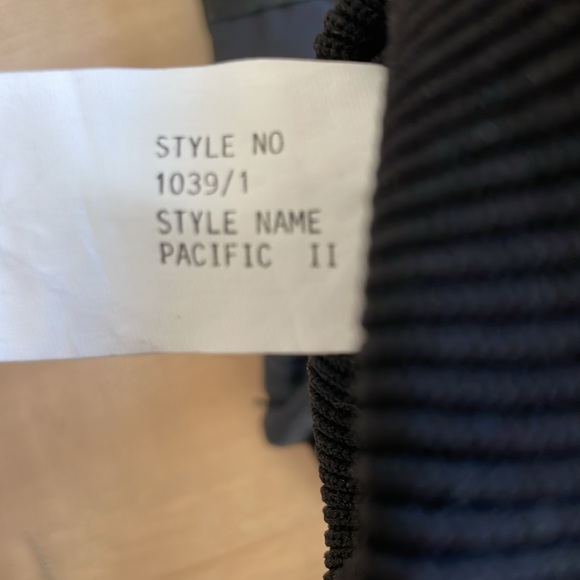 STYLE NO
1039/1
STYLE NAME
PACIFIC II